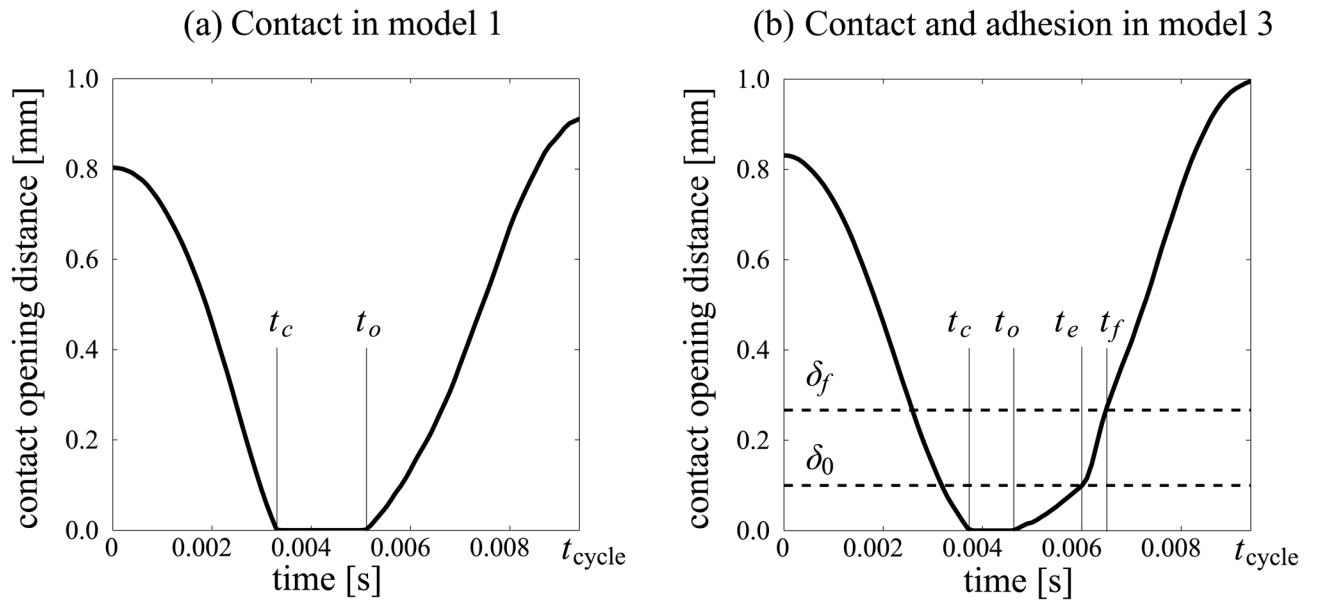 (a) Contact in model 1
contact opening distance [mm]
1.0
0.8
0.6
0.4
0.2
0.0
t_c
t_o
0 0.002 0.004 0.006 0.008 t_cycle
time [s]
(b) Contact and adhesion in model 3
contact opening distance [mm]
1.0
0.8
0.6
0.4
0.2
0.0
t_c t_o t_e t_f
δ_f
δ_0
0 0.002 0.004 0.006 0.008 t_cycle
time [s]